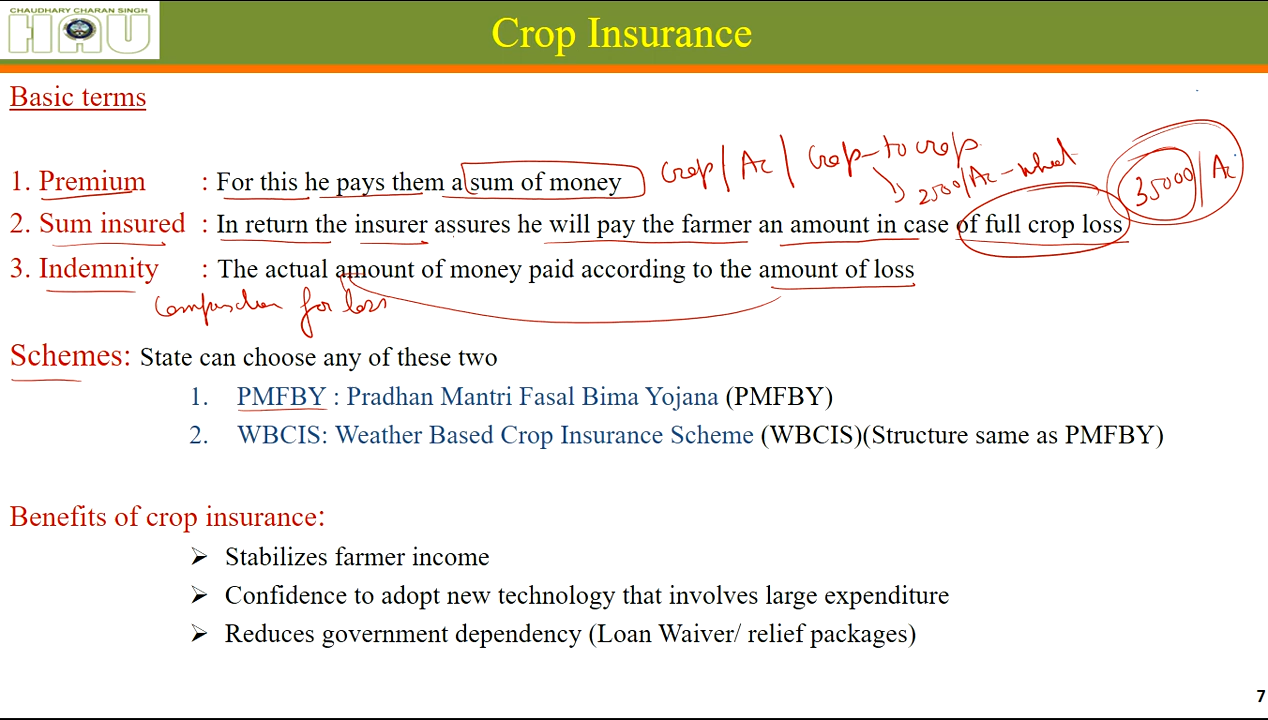 CHAUDHARY CHARAN SINGH
HAU
Crop Insurance
Basic terms
Crop / Ac / Crop-to crop
2500/Ac - wheat
35000 / Ac
1. Premium : For this he pays them a sum of money
2. Sum insured : In return the insurer assures he will pay the farmer an amount in case of full crop loss
3. Indemnity : The actual amount of money paid according to the amount of loss
for loss
Schemes: State can choose any of these two
1. PMFBY : Pradhan Mantri Fasal Bima Yojana (PMFBY)
2. WBCIS: Weather Based Crop Insurance Scheme (WBCIS)(Structure same as PMFBY)
Benefits of crop insurance:
➢ Stabilizes farmer income
➢ Confidence to adopt new technology that involves large expenditure
➢ Reduces government dependency (Loan Waiver/ relief packages)
7